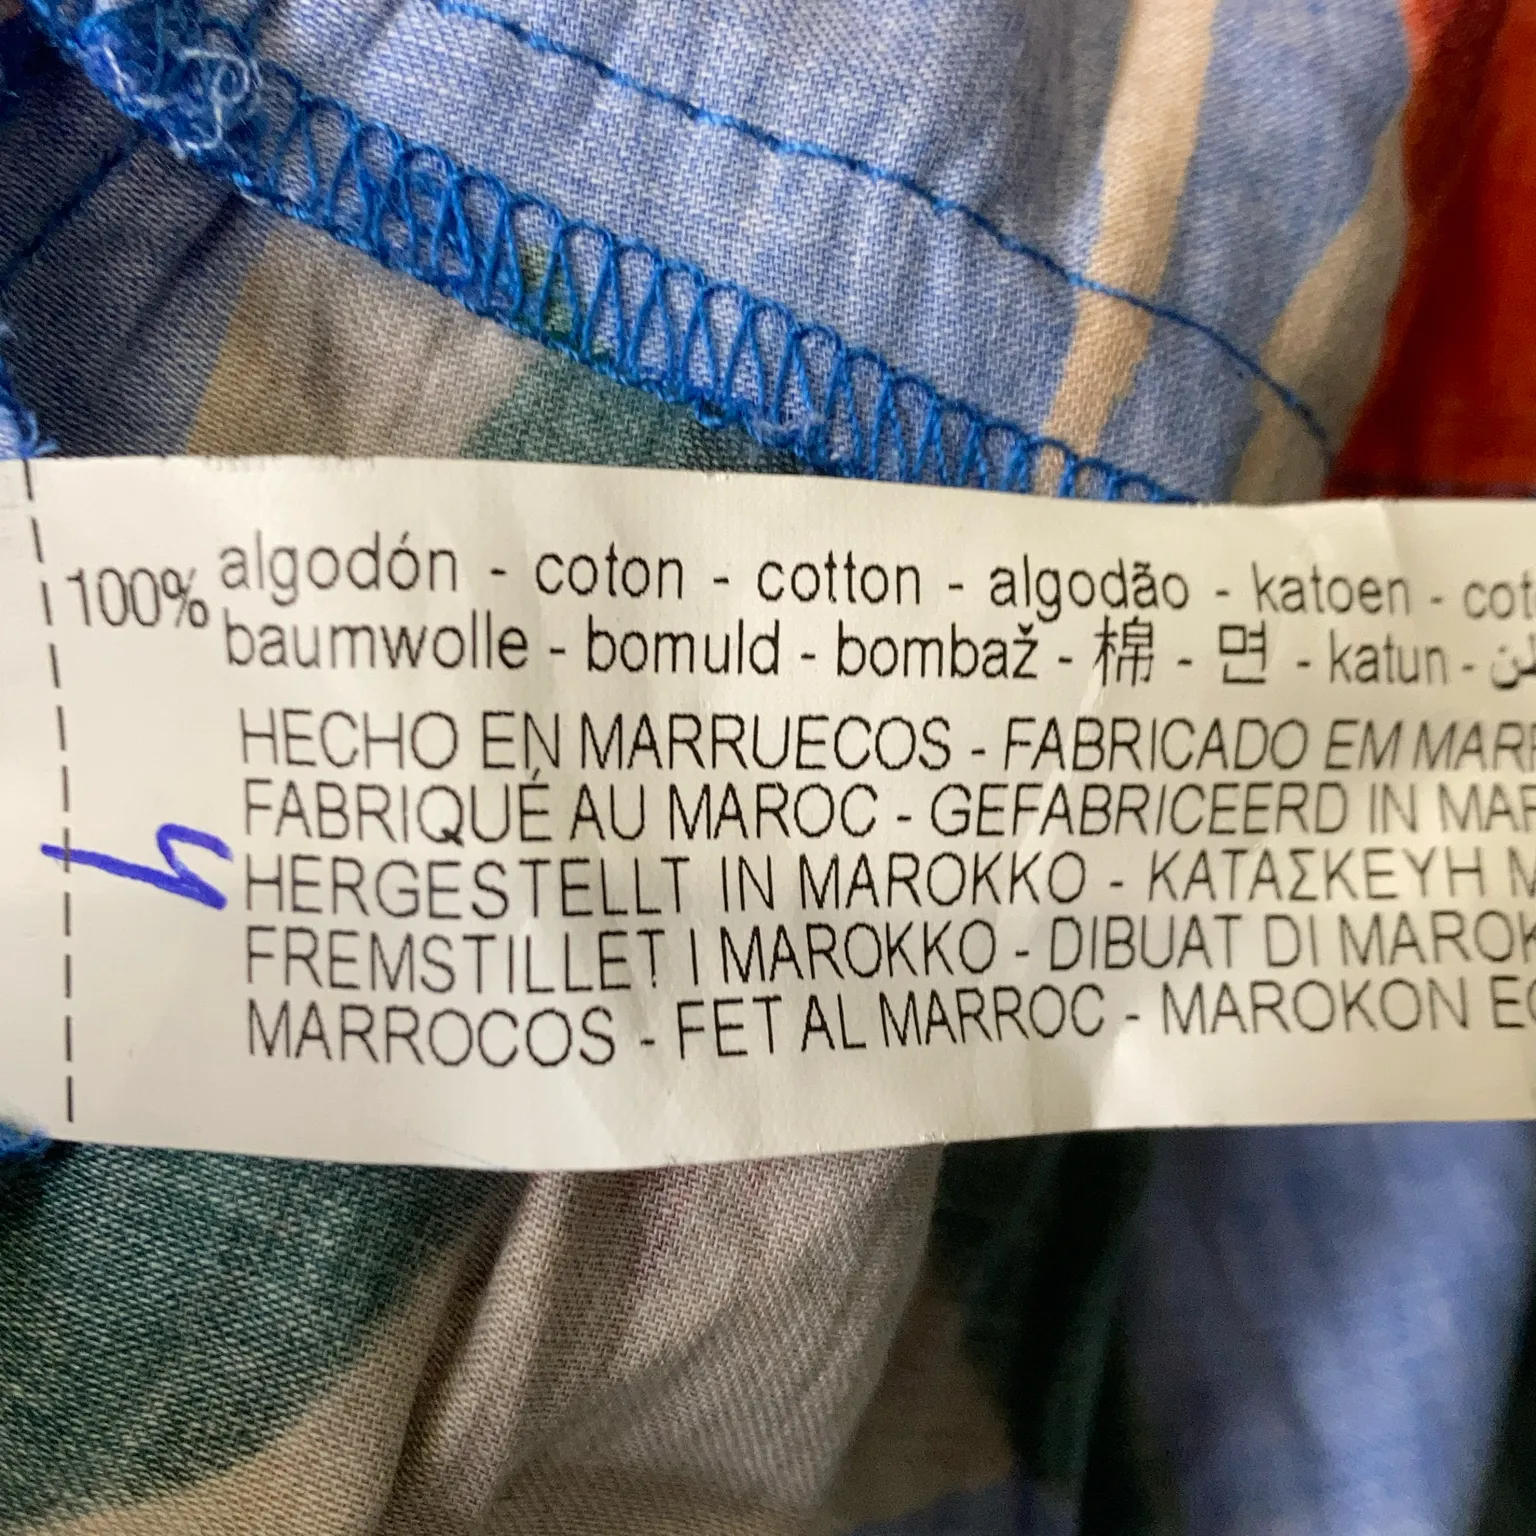 100% algodón - coton - cotton - algodão - katoen -
baumwolle - bomuld - bombaž - 棉 - 면 - katun -
HECHO EN MARRUECOS - FABRICADO EM
FABRIQUÉ AU MAROC - GEFABRICEERD IN
HERGESTELLT IN MAROKKO - ΚΑΤΑΣΚΕΥΗ
FREMSTILLET I MAROKKO - DIBUAT DI
MARROCOS - FET AL MARROC - MAROKON